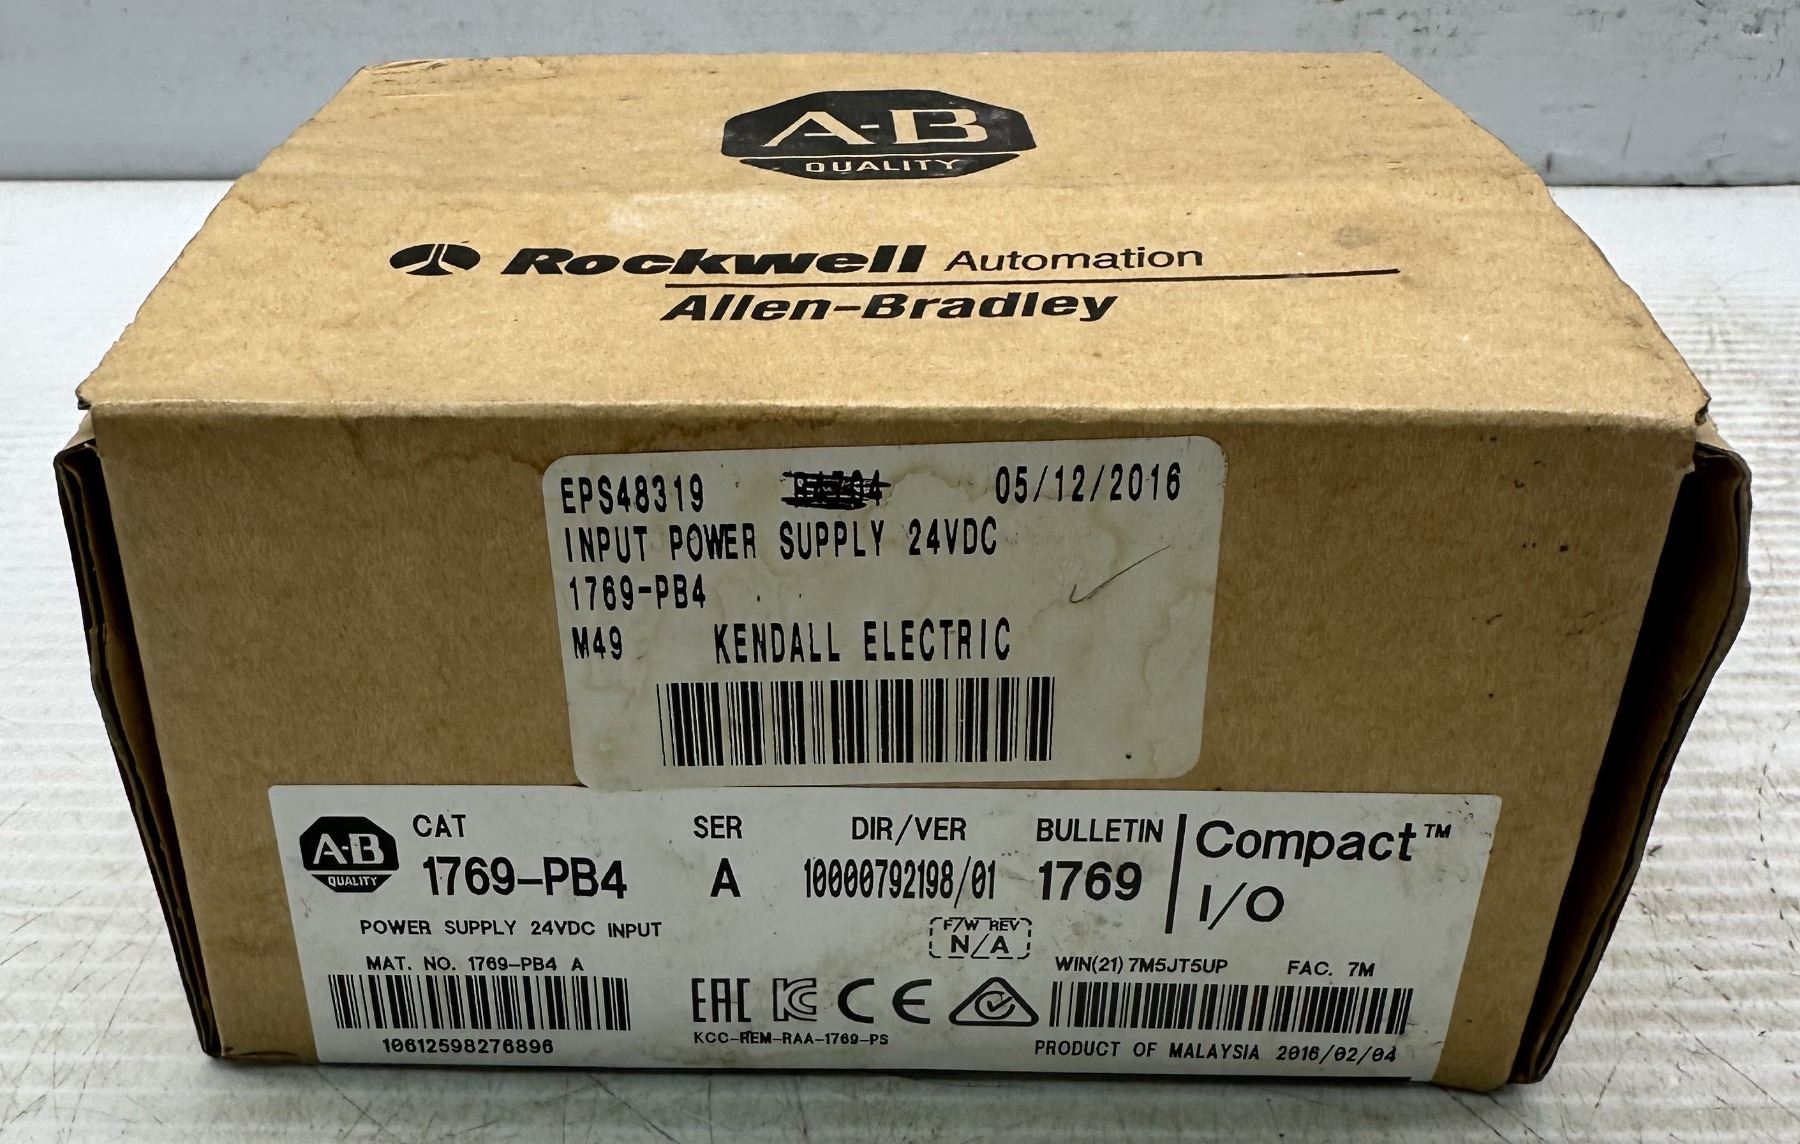 A-B
QUALITY
Rockwell Automation
Allen-Bradley
EPS48319 05/12/2016
INPUT POWER SUPPLY 24VDC
1769-PB4
M49 KENDALL ELECTRIC
A-B
QUALITY
CAT SER DIR/VER BULLETIN Compact™
1769-PB4 A 10000792198/01 1769 I/O
POWER SUPPLY 24VDC INPUT
F/W REV
N/A
MAT. NO. 1769-PB4 A
WIN(21) 7M5JT5UP FAC. 7M
EAC KC CE
KCC-REM-RAA-1769-PS
10612598276896
PRODUCT OF MALAYSIA 2016/02/04